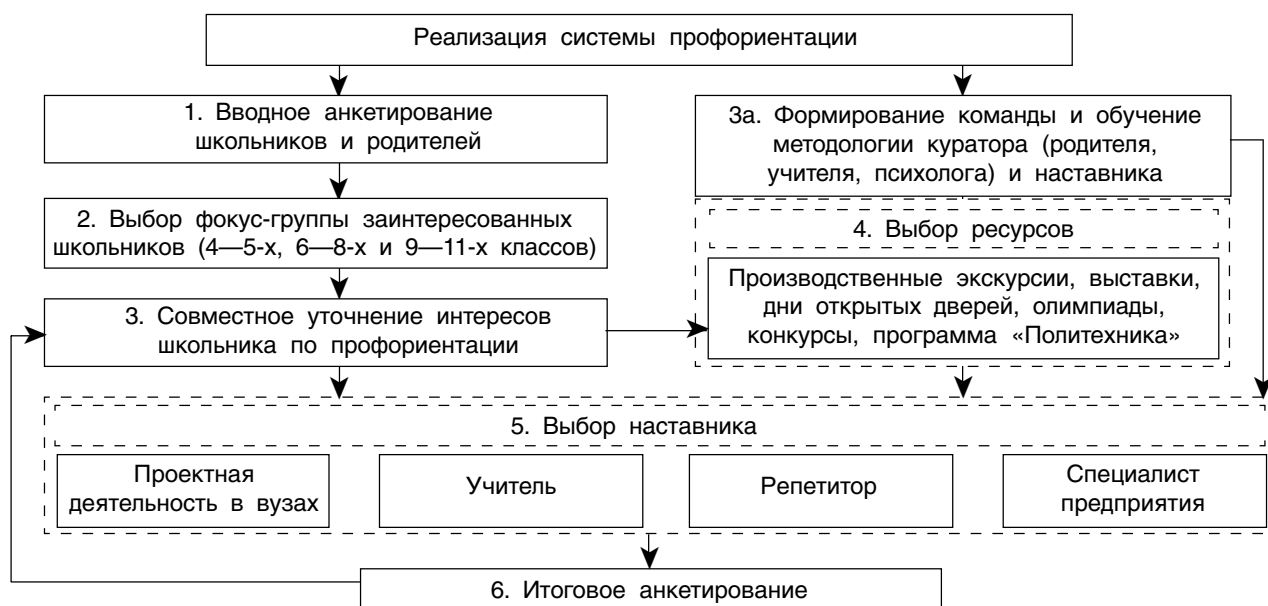 Реализация системы профориентации
1. Вводное анкетирование
школьников и родителей
3а. Формирование команды и обучение
методологии куратора (родителя,
учителя, психолога) и наставника
2. Выбор фокус-группы заинтересованных
школьников (4—5-х, 6—8-х и 9—11-х классов)
4. Выбор ресурсов
Производственные экскурсии, выставки,
дни открытых дверей, олимпиады,
конкурсы, программа «Политехника»
3. Совместное уточнение интересов
школьника по профориентации
5. Выбор наставника
Проектная
деятельность в вузах
Учитель
Репетитор
Специалист
предприятия
6. Итоговое анкетирование